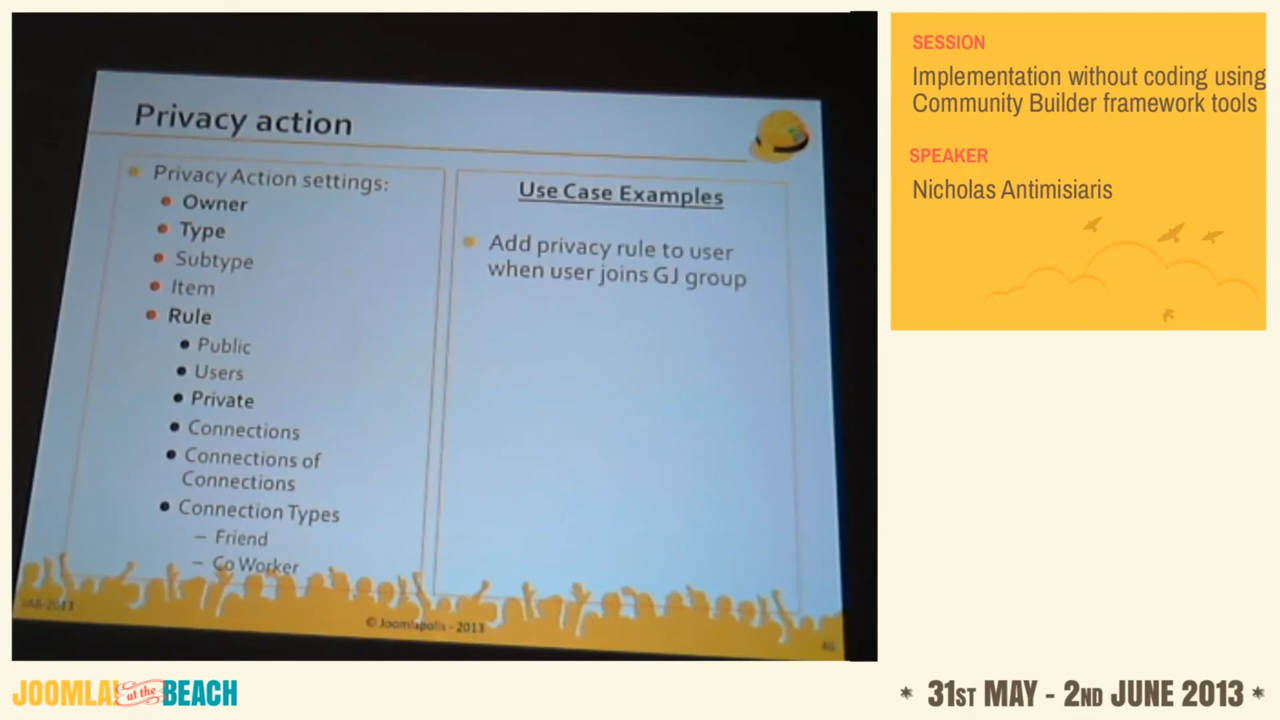 Privacy action
Privacy Action settings:
Owner
Type
Subtype
Item
Rule
Public
Users
Private
Connections
Connections of
Connections
Connection Types
– Friend
– Co Worker
Use Case Examples
Add privacy rule to user
when user joins GJ group
JAB-2013
© Joomlapolis - 2013
46
SESSION
Implementation without coding using
Community Builder framework tools
SPEAKER
Nicholas Antimisiaris
JOOMLA! at the BEACH
* 31ST MAY - 2ND JUNE 2013 *